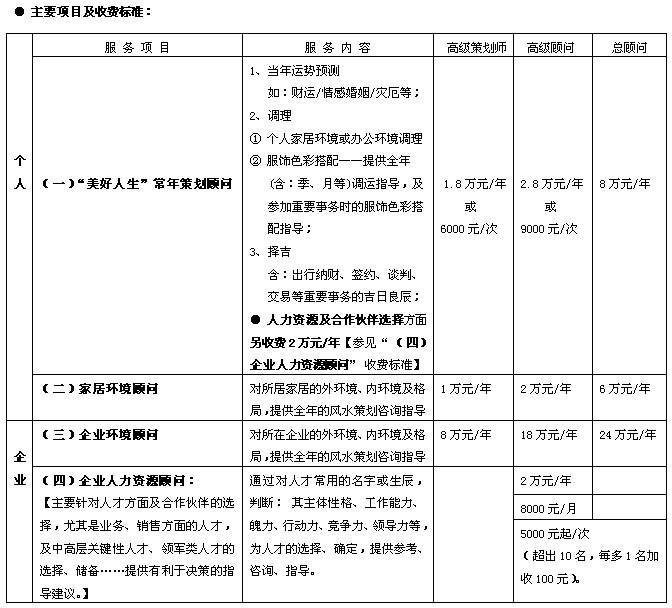 ● 主要项目及收费标准：
服 务 项 目
服 务 内 容
高级策划师
高级顾问
总顾问
个
人
（一）“美好人生”常年策划顾问
1、当年运势预测
如：财运/情感婚姻/灾厄等；
2、调理
① 个人家居环境或办公环境调理
② 服饰色彩搭配——提供全年
(含：季、月等)调运指导，及
参加重要事务时的服饰色彩搭
配指导；
3、择吉
含：出行纳财、签约、谈判、
交易等重要事务的吉日良辰；
● 人力资源及合作伙伴选择方面
另收费2万元/年【参见“（四）
企业人力资源顾问”收费标准】
1.8万元/年
或
6000元/次
2.8万元/年
或
9000元/次
8万元/年
（二）家居环境顾问
对所居家居的外环境、内环境及格
局,提供全年的风水策划咨询指导
1万元/年
2万元/年
6万元/年
企
业
（三）企业环境顾问
对所在企业的外环境、内环境及格
局,提供全年的风水策划咨询指导
8万元/年
18万元/年
24万元/年
（四）企业人力资源顾问：
【主要针对人才方面及合作伙伴的选
择，尤其是业务、销售方面的人才，
及中高层关键性人才、领军类人才的
选择、储备……提供有利于决策的指
导建议。】
通过对人才常用的名字或生辰，
判断： 其主体性格、工作能力、
魄力、行动力、竞争力、领导力等，
为人才的选择、确定，提供参考、
咨询、指导。
2万元/年
8000元/月
5000元起/次
（超出10名，每多1名加
收100元）。